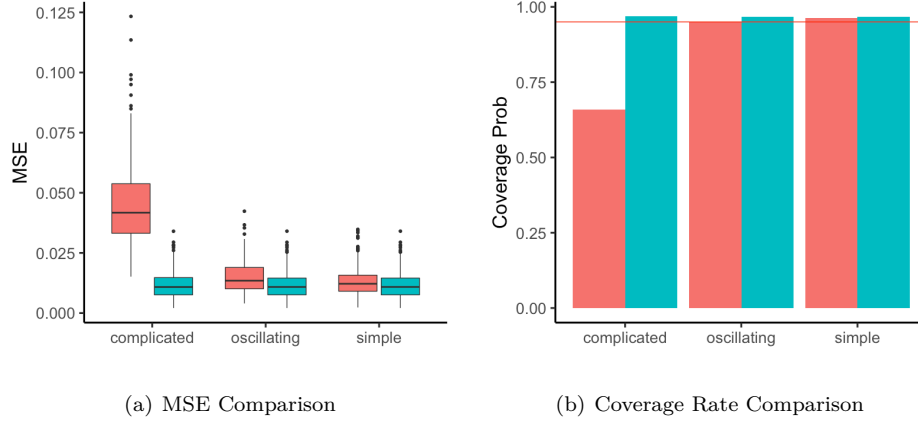 MSE
0.125
0.100
0.075
0.050
0.025
0.000
complicated oscillating simple
(a) MSE Comparison
Coverage Prob
1.00
0.75
0.50
0.25
0.00
complicated oscillating simple
(b) Coverage Rate Comparison